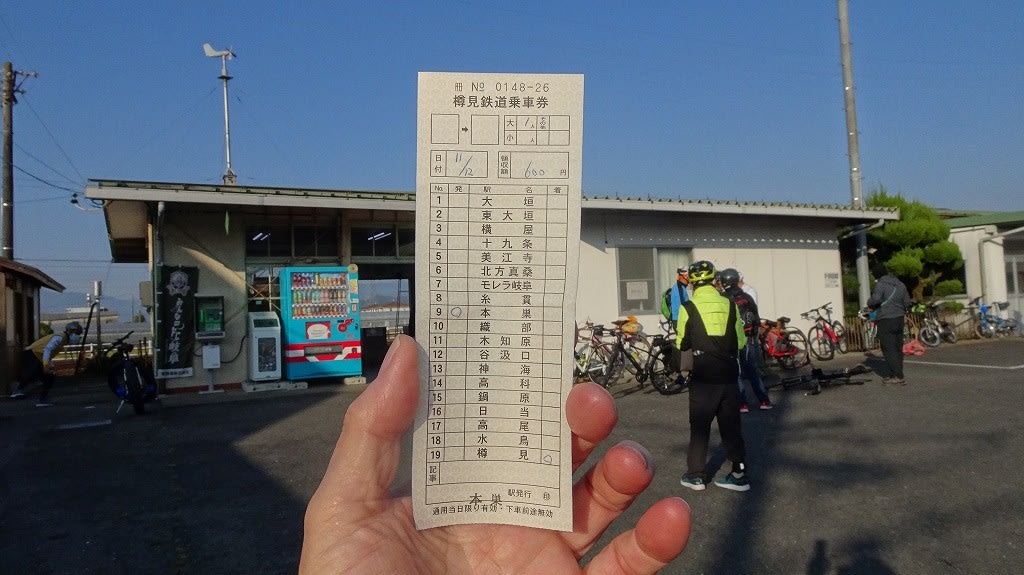 冊 № 0148-26
樽見鉄道乗車券
➡ 大 1人
小 人
日付 11/12 領収額 600 円
No. 発 駅 名 着
1 大垣
2 東大垣
3 横屋
4 十九条
5 美江寺
6 北方真桑
7 モレラ岐阜
8 糸貫
9 ○ 本巣
10 織部
11 木知原
12 谷汲口
13 神海
14 高科
15 鍋原
16 日当
17 高尾
18 水鳥
19 樽見 ○
記事
本巣 駅発行 印
通用当日限り有効・下車前途無効